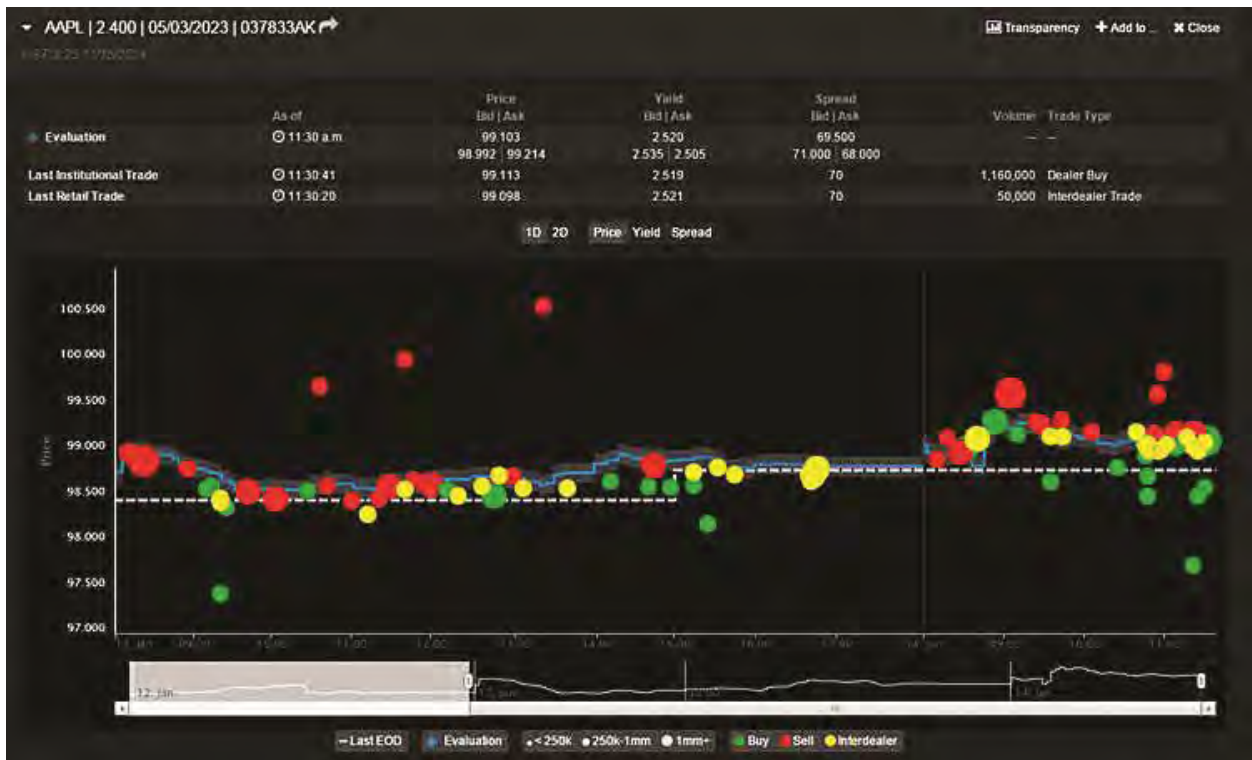 AAPL | 2.400 | 05/03/2023 | 037833AK
Transparency + Add to ... ✖ Close
Price Yield Spread
As of Bid | Ask Bid | Ask Bid | Ask Volume Trade Type
Evaluation 11:30 a.m. 99.103 2.520 69.500 -- --
98.992 | 99.214 2.535 | 2.505 71.000 | 68.000
Last Institutional Trade 11:30:41 99.113 2.519 70 1,160,000 Dealer Buy
Last Retail Trade 11:30:20 99.098 2.521 70 50,000 Interdealer Trade
1D 2D Price Yield Spread
100.500
100.000
99.500
99.000
Price
98.500
98.000
97.500
97.000
12. Jan
Last EOD Evaluation < 250k 250k-1mm 1mm+ Buy Sell Interdealer